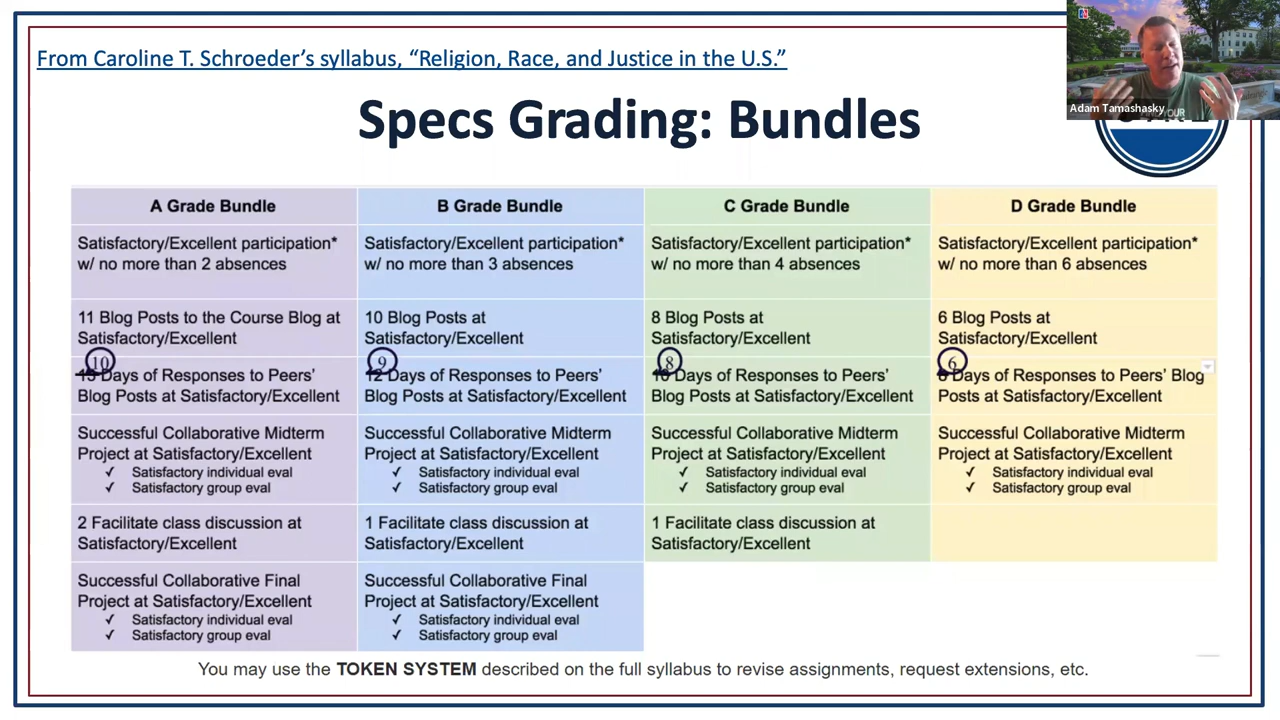 From Caroline T. Schroeder's syllabus, “Religion, Race, and Justice in the U.S.”
Adam Tamashasky
YOUR
Specs Grading: Bundles
A Grade Bundle
B Grade Bundle
C Grade Bundle
D Grade Bundle
Satisfactory/Excellent participation*
w/ no more than 2 absences
Satisfactory/Excellent participation*
w/ no more than 3 absences
Satisfactory/Excellent participation*
w/ no more than 4 absences
Satisfactory/Excellent participation*
w/ no more than 6 absences
11 Blog Posts to the Course Blog at
Satisfactory/Excellent
10 Blog Posts at
Satisfactory/Excellent
8 Blog Posts at
Satisfactory/Excellent
6 Blog Posts at
Satisfactory/Excellent
10
13 Days of Responses to Peers'
Blog Posts at Satisfactory/Excellent
9
12 Days of Responses to Peers'
Blog Posts at Satisfactory/Excellent
8
10 Days of Responses to Peers'
Blog Posts at Satisfactory/Excellent
6
8 Days of Responses to Peers' Blog
Posts at Satisfactory/Excellent
Successful Collaborative Midterm
Project at Satisfactory/Excellent
✓ Satisfactory individual eval
✓ Satisfactory group eval
Successful Collaborative Midterm
Project at Satisfactory/Excellent
✓ Satisfactory individual eval
✓ Satisfactory group eval
Successful Collaborative Midterm
Project at Satisfactory/Excellent
✓ Satisfactory individual eval
✓ Satisfactory group eval
Successful Collaborative Midterm
Project at Satisfactory/Excellent
✓ Satisfactory individual eval
✓ Satisfactory group eval
2 Facilitate class discussion at
Satisfactory/Excellent
1 Facilitate class discussion at
Satisfactory/Excellent
1 Facilitate class discussion at
Satisfactory/Excellent
Successful Collaborative Final
Project at Satisfactory/Excellent
✓ Satisfactory individual eval
✓ Satisfactory group eval
Successful Collaborative Final
Project at Satisfactory/Excellent
✓ Satisfactory individual eval
✓ Satisfactory group eval
You may use the TOKEN SYSTEM described on the full syllabus to revise assignments, request extensions, etc.